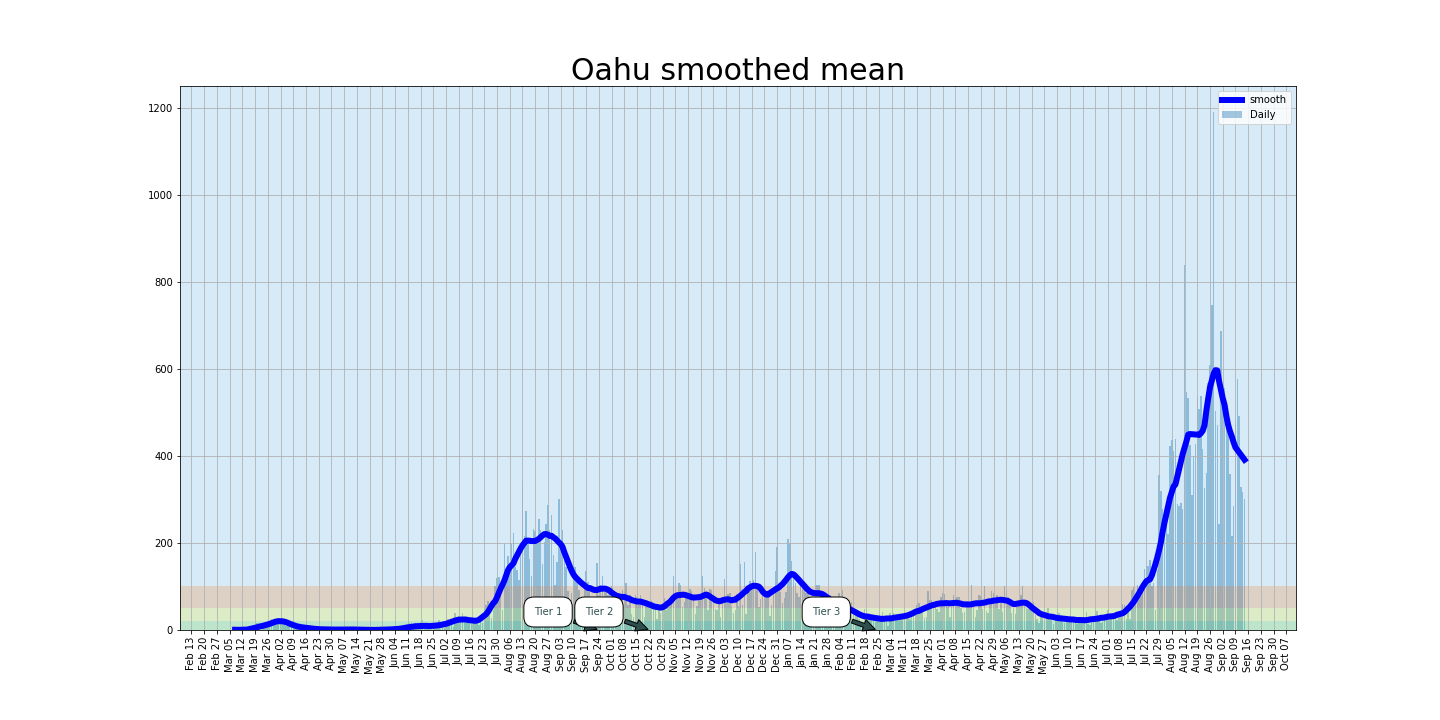 Oahu smoothed mean
smooth
Daily
1200
1000
800
600
400
200
0
Tier 1
Tier 2
Tier 3
Feb 13
Feb 20
Feb 27
Mar 05
Mar 12
Mar 19
Mar 26
Apr 02
Apr 09
Apr 16
Apr 23
Apr 30
May 07
May 14
May 21
May 28
Jun 04
Jun 11
Jun 18
Jun 25
Jul 02
Jul 09
Jul 16
Jul 23
Jul 30
Aug 06
Aug 13
Aug 20
Aug 27
Sep 03
Sep 10
Sep 17
Sep 24
Oct 01
Oct 08
Oct 15
Oct 22
Oct 29
Nov 05
Nov 12
Nov 19
Nov 26
Dec 03
Dec 10
Dec 17
Dec 24
Dec 31
Jan 07
Jan 14
Jan 21
Jan 28
Feb 04
Feb 11
Feb 18
Feb 25
Mar 04
Mar 11
Mar 18
Mar 25
Apr 01
Apr 08
Apr 15
Apr 22
Apr 29
May 06
May 13
May 20
May 27
Jun 03
Jun 10
Jun 17
Jun 24
Jul 01
Jul 08
Jul 15
Jul 22
Jul 29
Aug 05
Aug 12
Aug 19
Aug 26
Sep 02
Sep 09
Sep 16
Sep 23
Sep 30
Oct 07